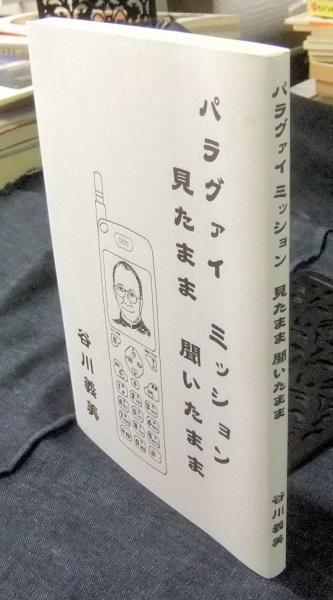 パラグァイ ミッション
見たまま 聞いたまま
谷川義美
パラグァイ ミッション 見たまま 聞いたまま 谷川義美